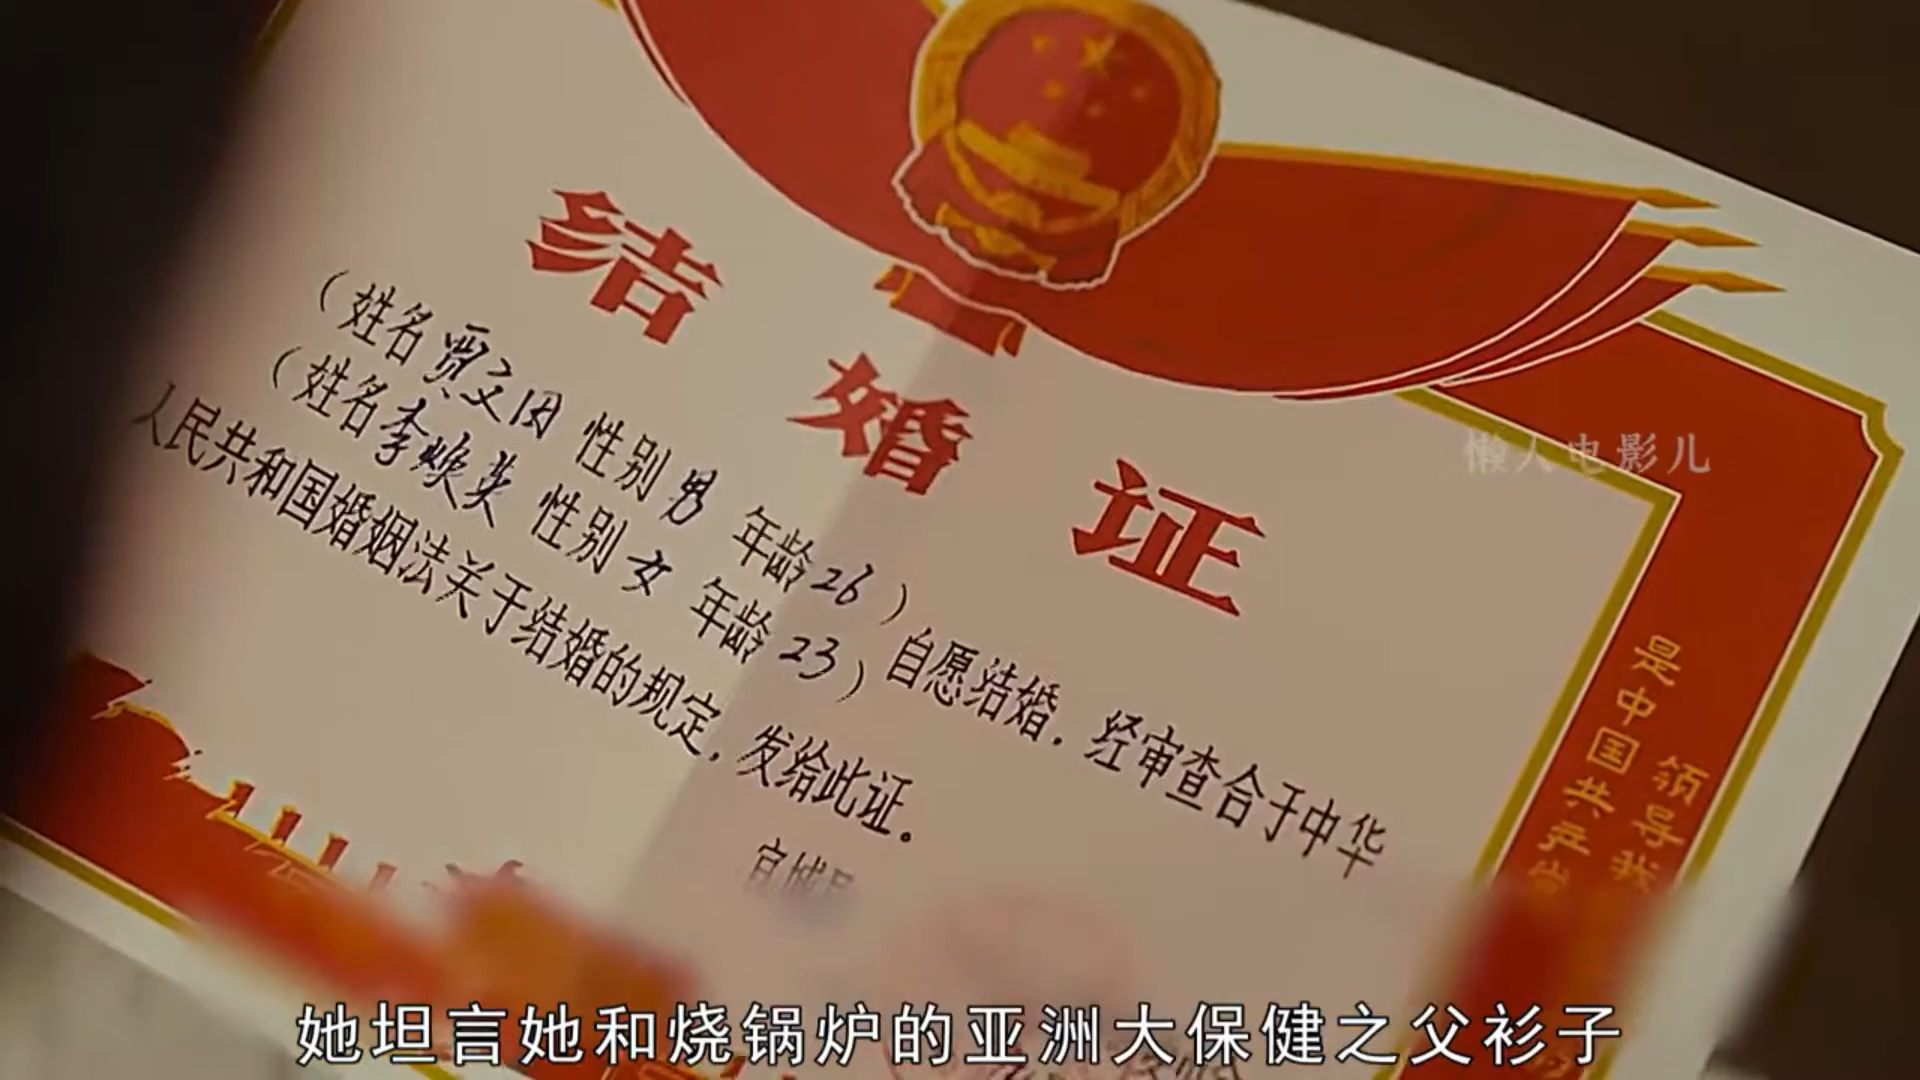 结婚证
(姓名贾文田 性别男 年龄26)
(姓名李焕英 性别女 年龄23) 自愿结婚，经审查合于中华
人民共和国婚姻法关于结婚的规定，发给此证。
宜城
领导我
是中国共产党
懒人电影儿
她坦言她和烧锅炉的亚洲大保健之父衫子